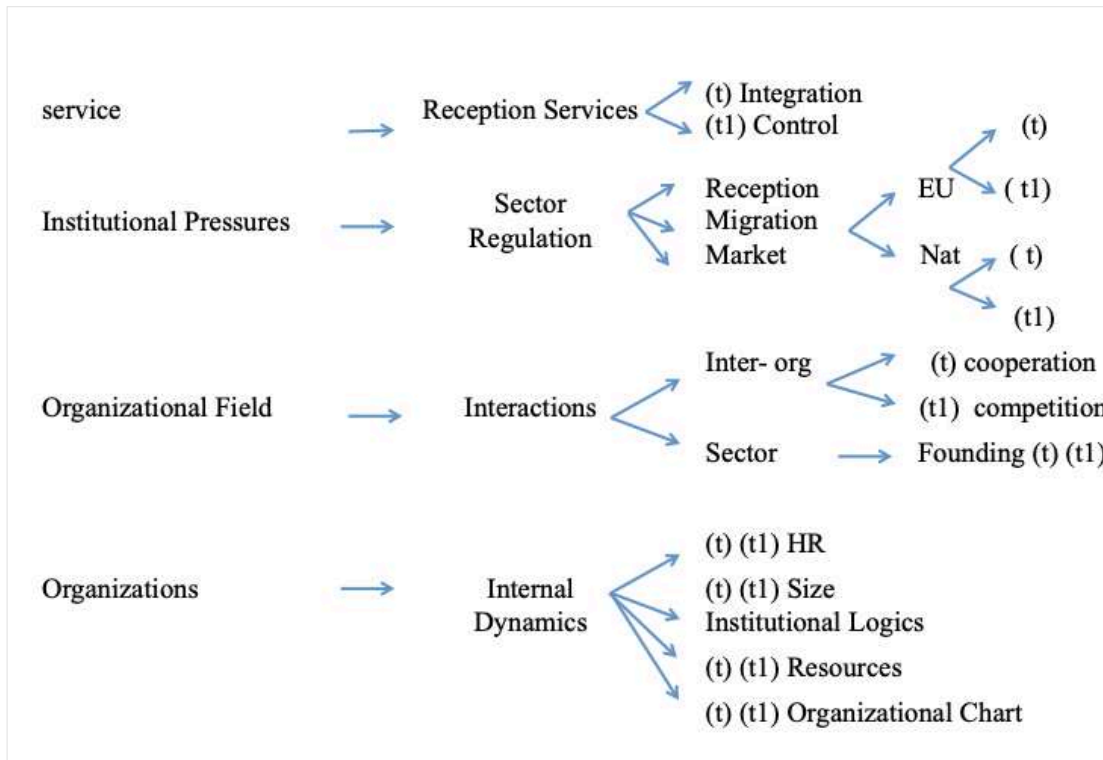 service
Reception Services
(t) Integration
(t1) Control
(t)
Institutional Pressures
Sector
Regulation
Reception
Migration
Market
EU
( t1)
Nat
( t)
(t1)
Organizational Field
Interactions
Inter- org
(t) cooperation
(t1) competition
Sector
Founding (t) (t1)
Organizations
Internal
Dynamics
(t) (t1) HR
(t) (t1) Size
Institutional Logics
(t) (t1) Resources
(t) (t1) Organizational Chart